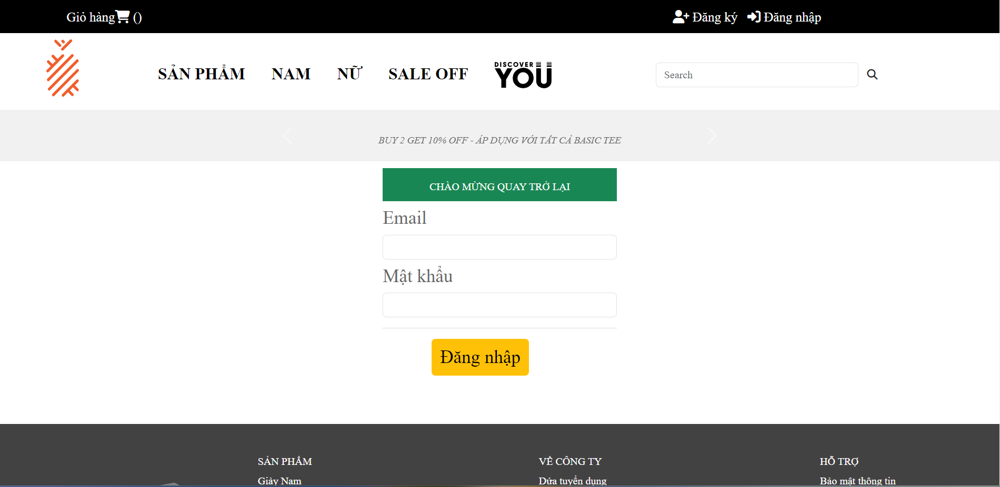 Giỏ hàng ()
Đăng ký Đăng nhập
SẢN PHẨM NAM NỮ SALE OFF DISCOVER YOU
Search
BUY 2 GET 10% OFF - ÁP DỤNG VỚI TẤT CẢ BASIC TEE
CHÀO MỪNG QUAY TRỞ LẠI
Email
Mật khẩu
Đăng nhập
SẢN PHẨM
Giày Nam
VỀ CÔNG TY
Dứa tuyển dụng
HỖ TRỢ
Bảo mật thông tin